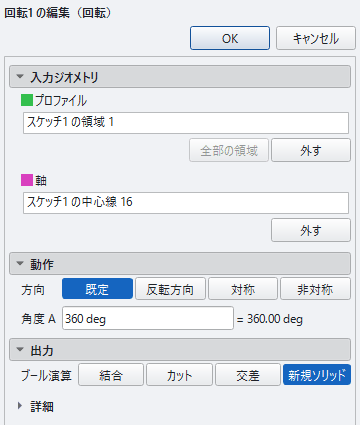 回転1 の編集（回転）
OK キャンセル
入力ジオメトリ
プロファイル
スケッチ1 の領域 1
全部の領域 外す
軸
スケッチ1 の中心線 16
外す
動作
方向 既定 反転方向 対称 非対称
角度 A 360 deg = 360.00 deg
出力
ブール演算 結合 カット 交差 新規ソリッド
詳細